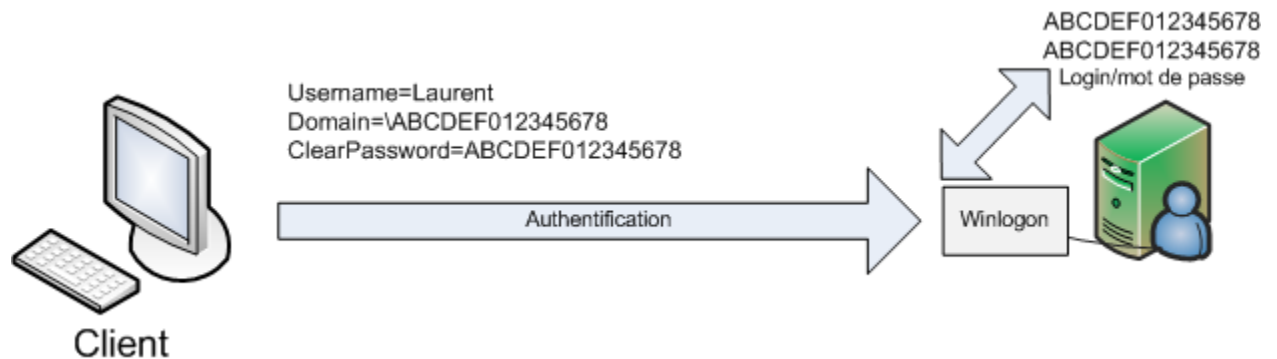 ABCDEF012345678
ABCDEF012345678
Login/mot de passe
Username=Laurent
Domain=\ABCDEF012345678
ClearPassword=ABCDEF012345678
Authentification
Winlogon
Client